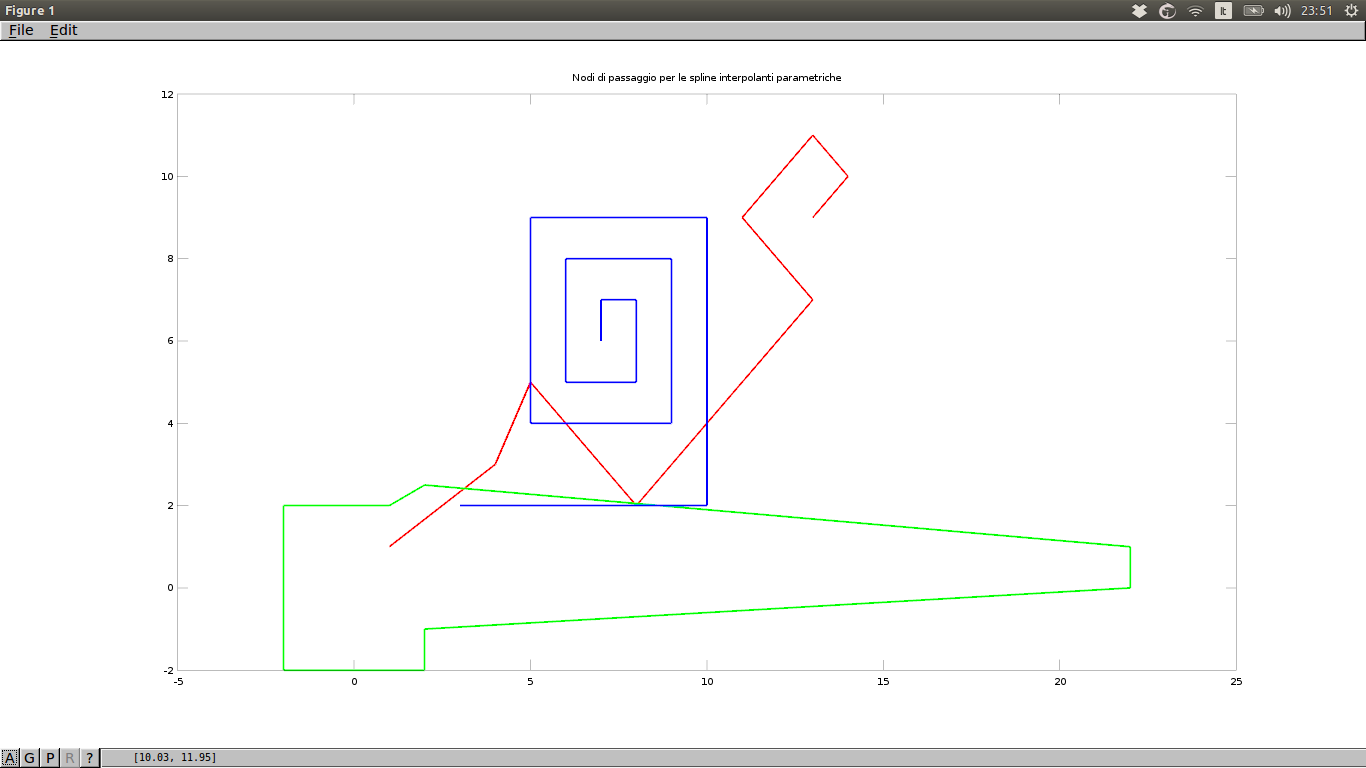 Figure 1
It 23:51
File Edit
Nodi di passaggio per le spline interpolanti parametriche
12
10
8
6
4
2
0
-2
-5 0 5 10 15 20 25
A G P R ? [10.03, 11.95]